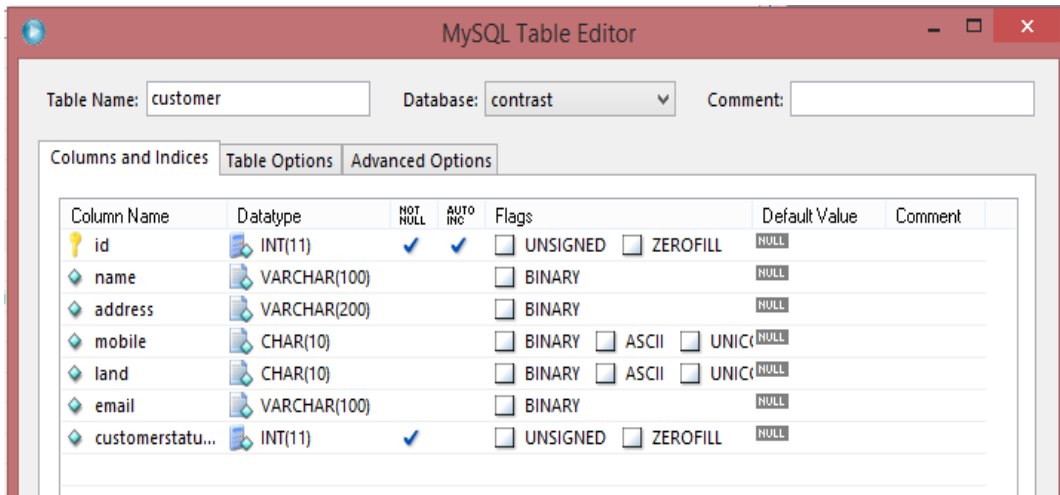 MySQL Table Editor
Table Name: customer Database: contrast Comment:
Columns and Indices Table Options Advanced Options
Column Name Datatype NOT NULL AUTO INC Flags Default Value Comment
id INT(11) UNSIGNED ZEROFILL NULL
name VARCHAR(100) BINARY NULL
address VARCHAR(200) BINARY NULL
mobile CHAR(10) BINARY ASCII UNIC NULL
land CHAR(10) BINARY ASCII UNIC NULL
email VARCHAR(100) BINARY NULL
customerstatu... INT(11) UNSIGNED ZEROFILL NULL